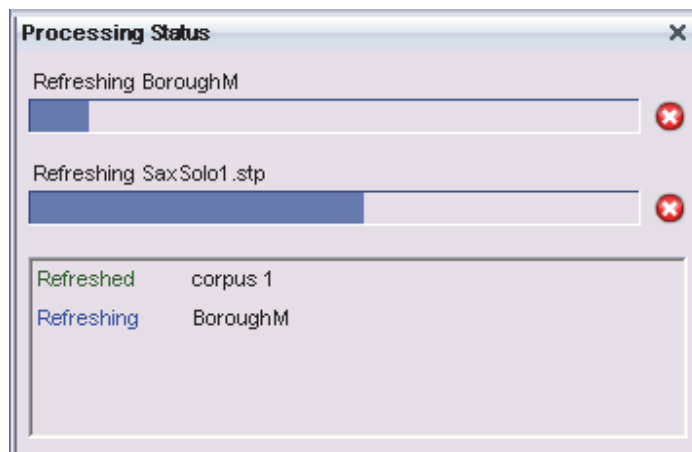 Processing Status
Refreshing BoroughM
Refreshing SaxSolo1.stp
Refreshed corpus 1
Refreshing BoroughM